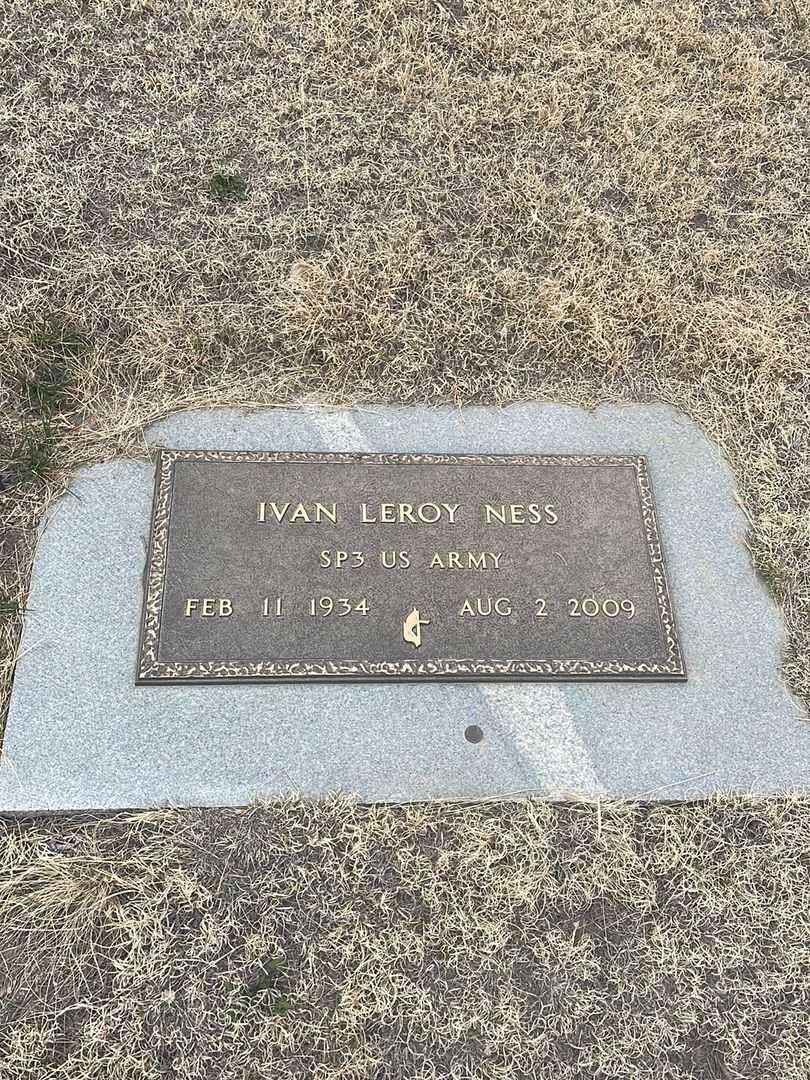 IVAN LEROY NESS
SP3 US ARMY
FEB 11 1934 AUG 2 2009